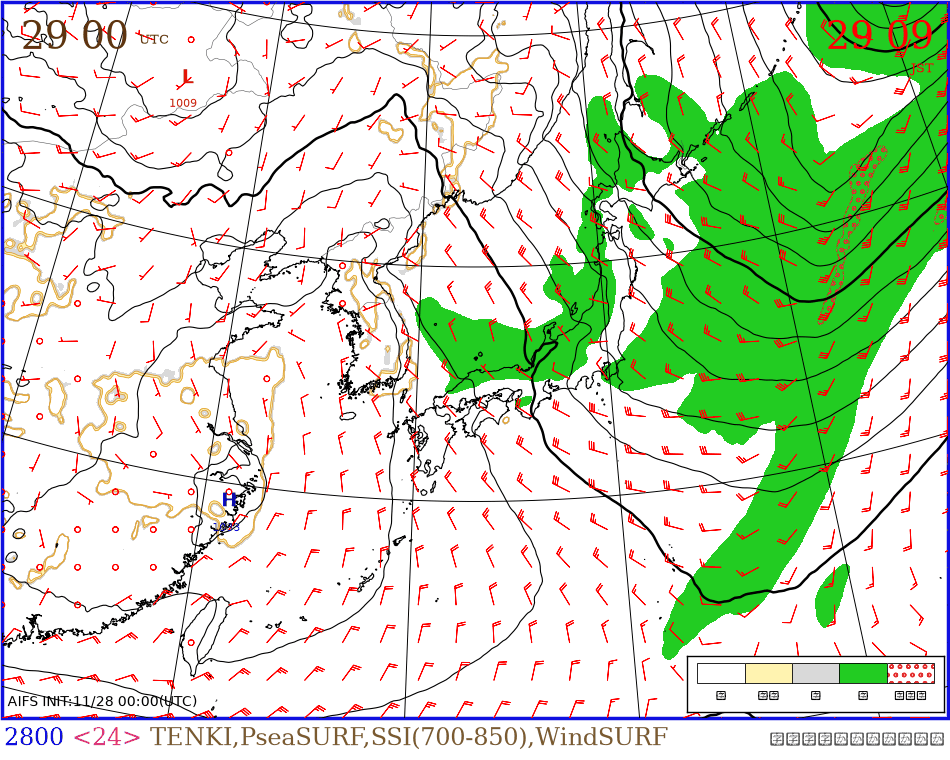 29 00 UTC
29 09 JST
L
1009
H
AIFS INIT:11/28 00:00(UTC)
2800 <24> TENKI,PseaSURF,SSI(700-850),WindSURF